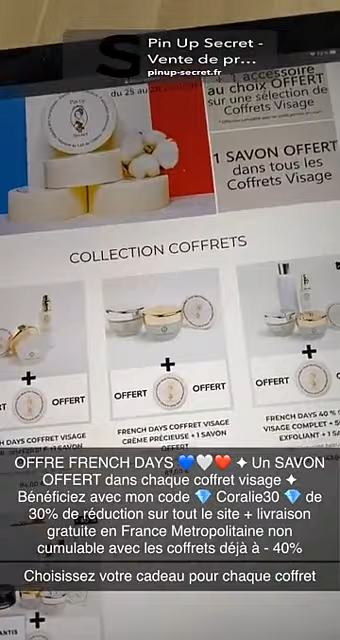 Pin Up Secret -
Vente de pr...
pinup-secret.fr
du 25 au
+ 1 accessoire
au choix OFFERT
sur une sélection de
Coffrets Visage
1 SAVON OFFERT
dans tous les
Coffrets Visage
Pin Up
Secret
COLLECTION COFFRETS
+
+
+
OFFERT
OFFERT
OFFERT
OFFERT
H DAYS COFFRET VISAGE
FRENCH DAYS COFFRET VISAGE
CRÈME PRÉCIEUSE + 1 SAVON
OFFERT
FRENCH DAYS 40 %
VISAGE COMPLET +
EXFOLIANT + 1 SA
OFFRE FRENCH DAYS 💙🤍❤️ ✦ Un SAVON
OFFERT dans chaque coffret visage ✦
Bénéficiez avec mon code 💎 Coralie30 💎 de
30% de réduction sur tout le site + livraison
gratuite en France Metropolitaine non
cumulable avec les coffrets déjà à - 40%
Choisissez votre cadeau pour chaque coffret
+